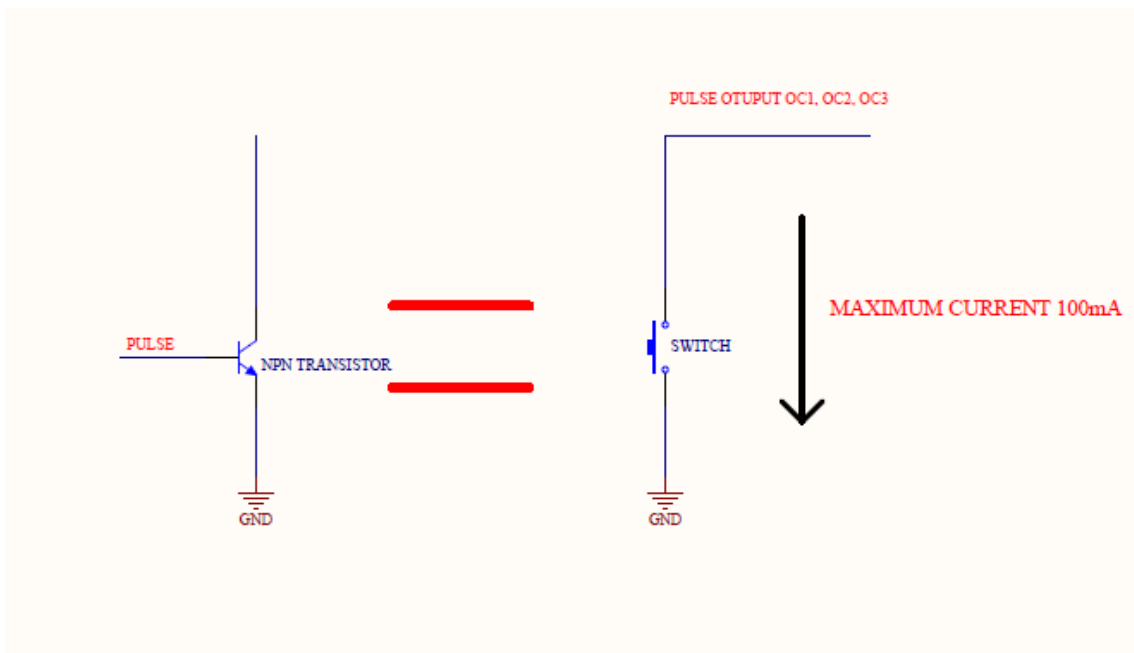 PULSE OTUPUT OC1, OC2, OC3
MAXIMUM CURRENT 100mA
PULSE
SWITCH
NPN TRANSISTOR
GND
GND